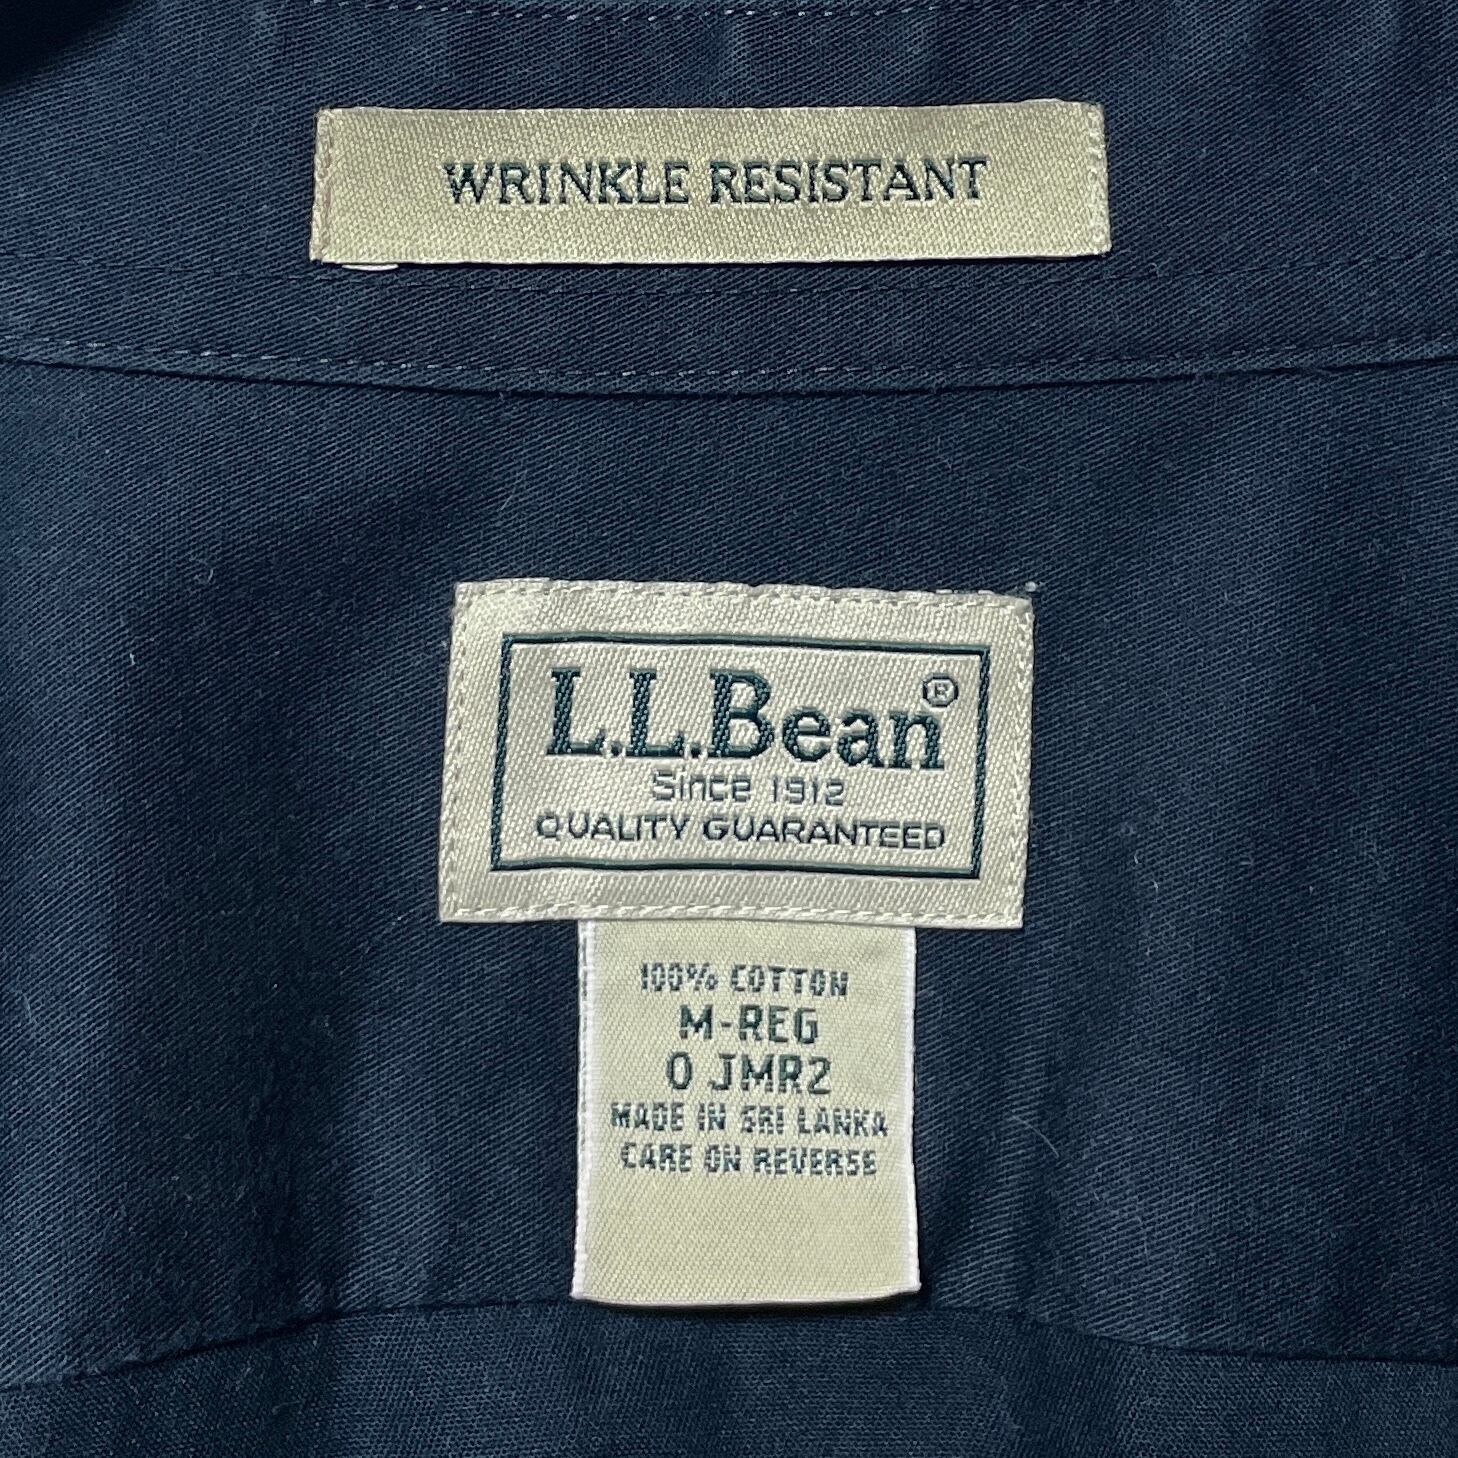 WRINKLE RESISTANT
L.L.Bean®
Since 1912
QUALITY GUARANTEED
100% COTTON
M-REG
0 JMR2
MADE IN SRI LANKA
CARE ON REVERSE